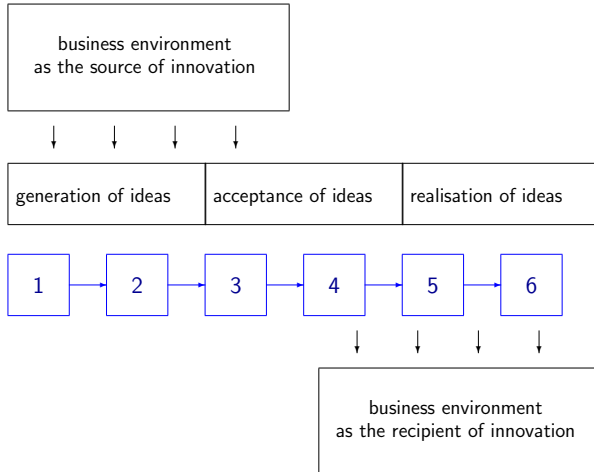 business environment
as the source of innovation
generation of ideas
acceptance of ideas
realisation of ideas
1
2
3
4
5
6
business environment
as the recipient of innovation